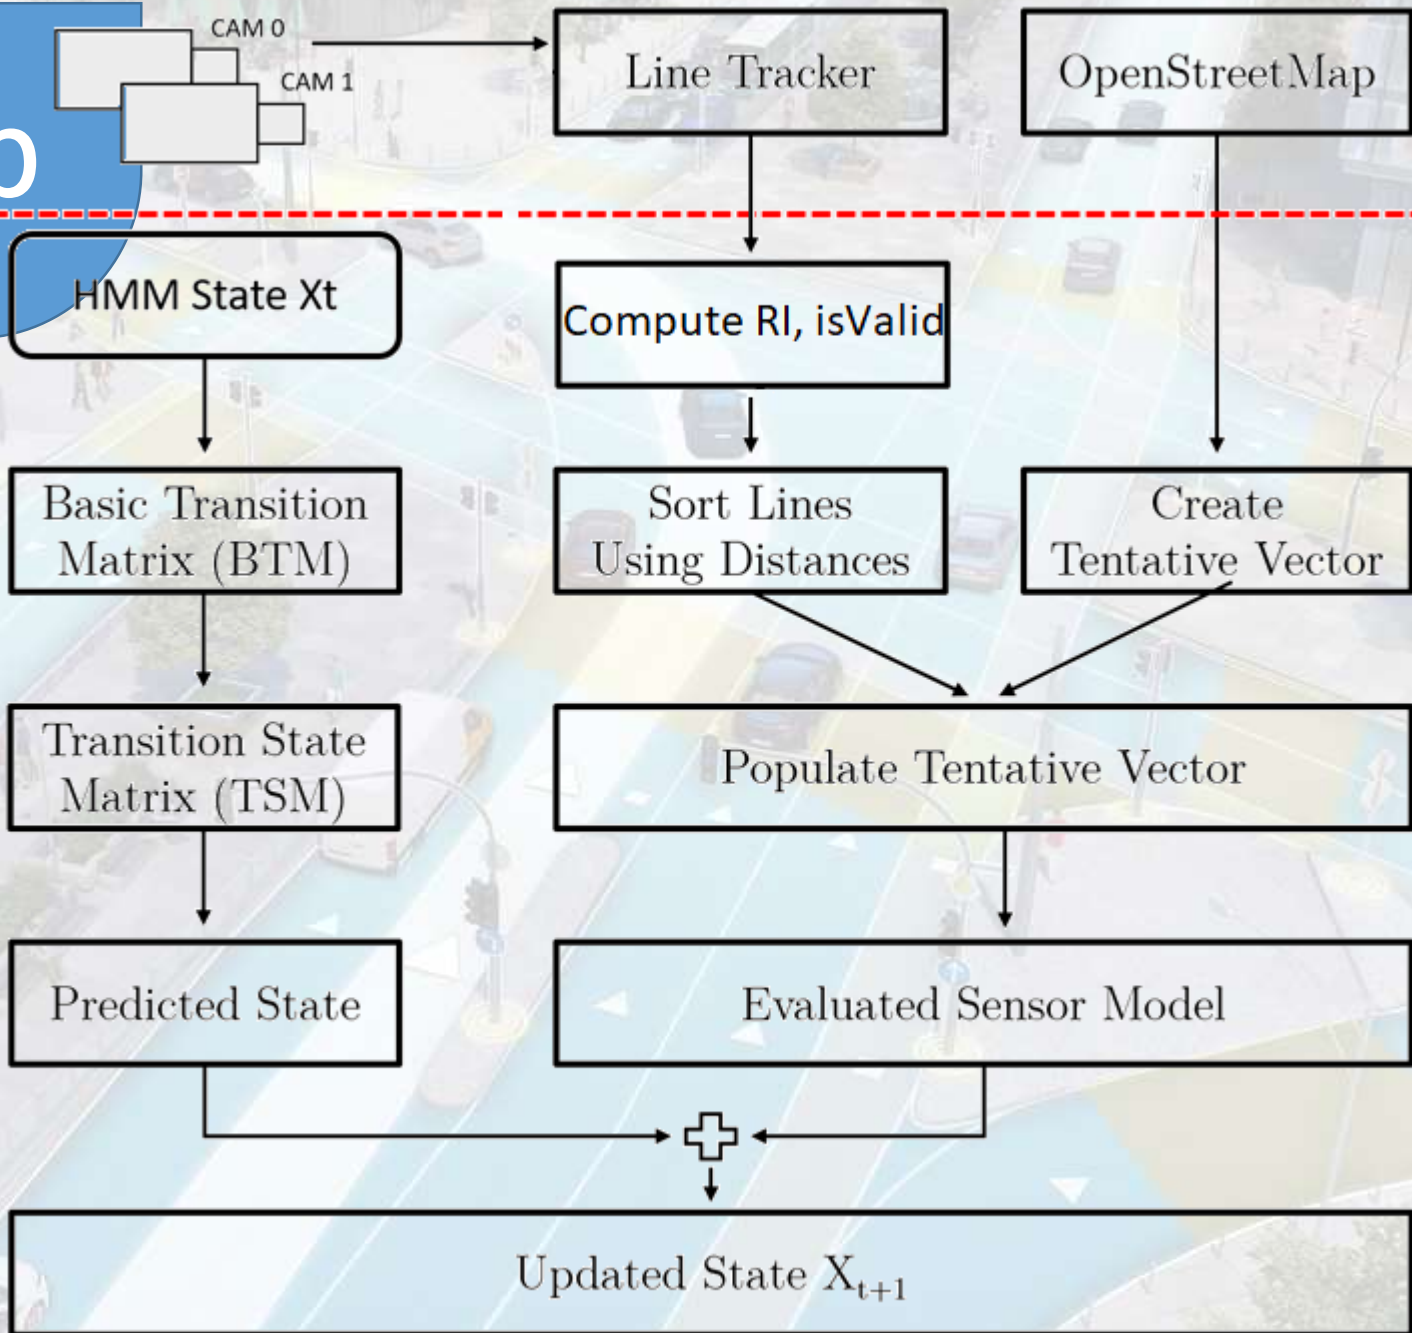 CAM 0
CAM 1
Line Tracker
OpenStreetMap
p
HMM State Xt
Compute RI, isValid
Basic Transition
Matrix (BTM)
Sort Lines
Using Distances
Create
Tentative Vector
Transition State
Matrix (TSM)
Populate Tentative Vector
Predicted State
Evaluated Sensor Model
Updated State X_{t+1}